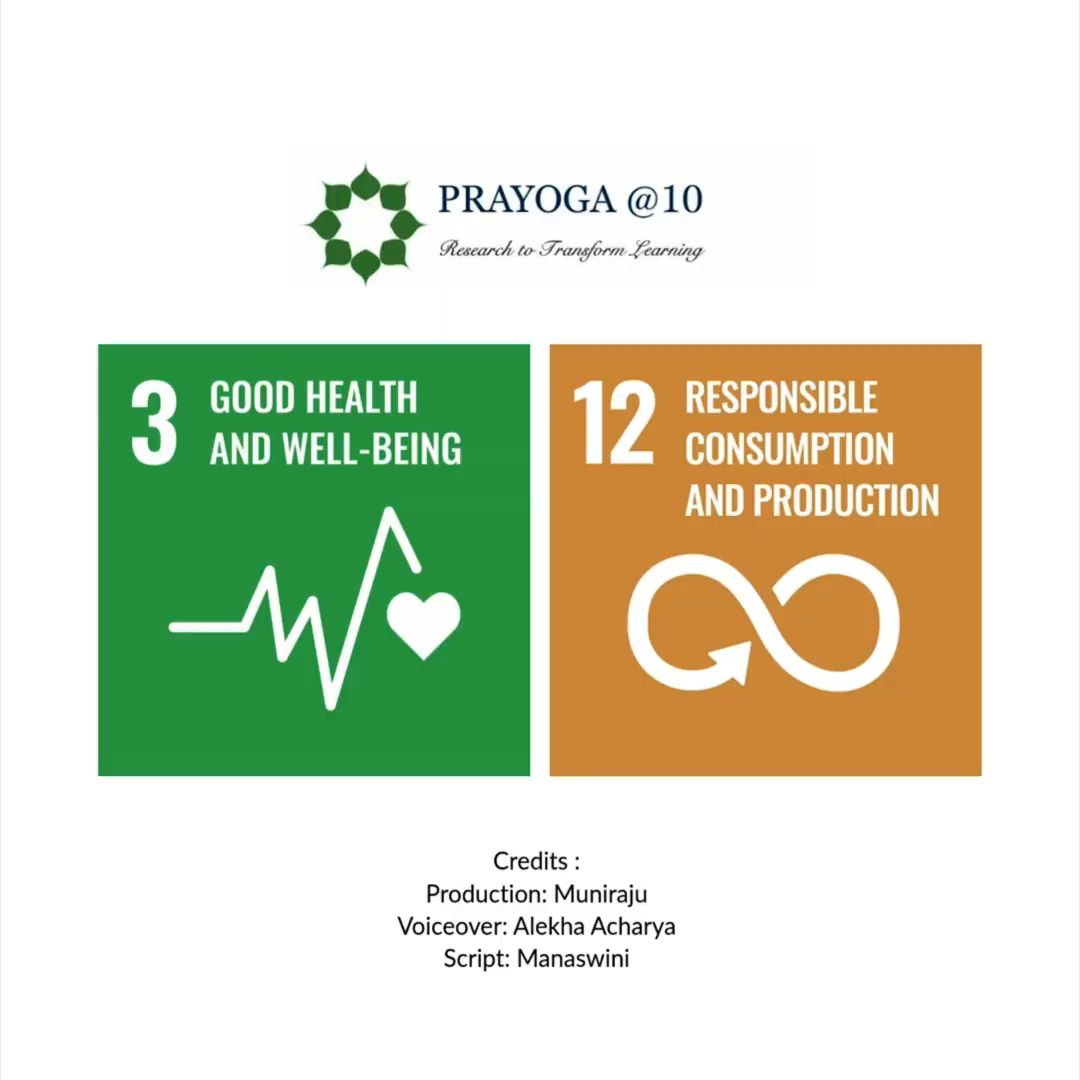 PRAYOGA @10
Research to Transform Learning
3 GOOD HEALTH
AND WELL-BEING
12 RESPONSIBLE
CONSUMPTION
AND PRODUCTION
Credits :
Production: Muniraju
Voiceover: Alekha Acharya
Script: Manaswini